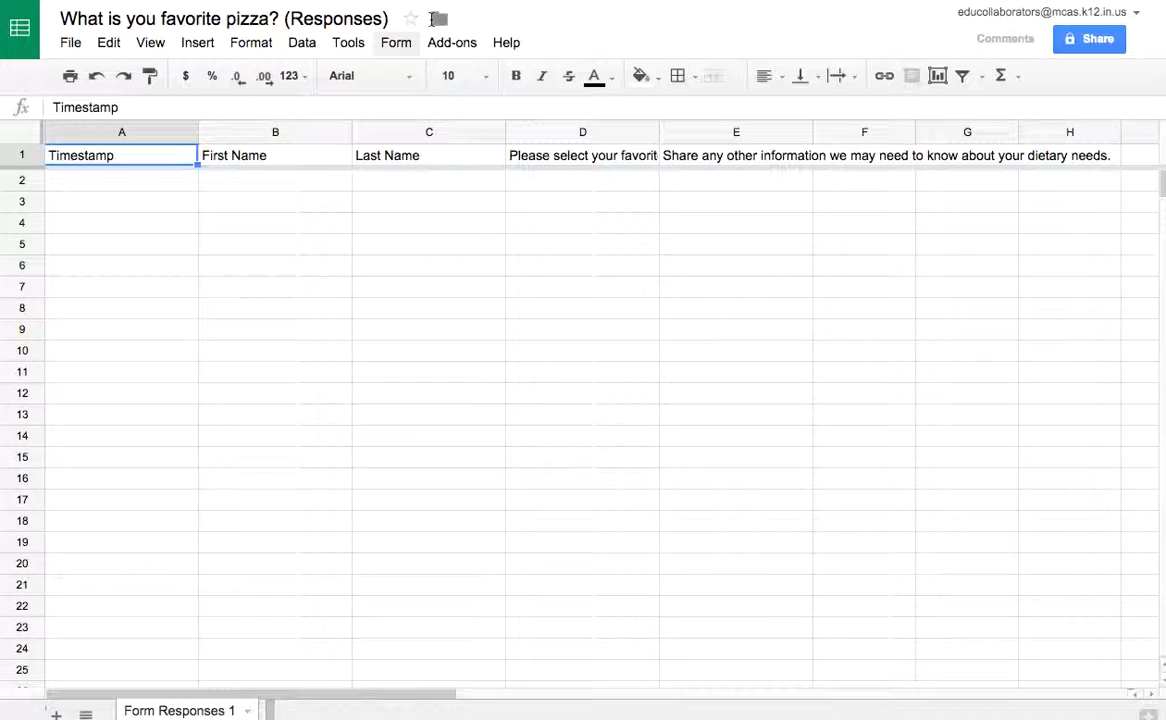 What is you favorite pizza? (Responses)
educollaborators@mcas.k12.in.us
File Edit View Insert Format Data Tools Form Add-ons Help
Comments Share
$ % .0 .00 123 Arial 10 B I S A Σ
fx Timestamp
A B C D E F G H
1 Timestamp First Name Last Name Please select your favorit Share any other information we may need to know about your dietary needs.
2
3
4
5
6
7
8
9
10
11
12
13
14
15
16
17
18
19
20
21
22
23
24
25
+ Form Responses 1